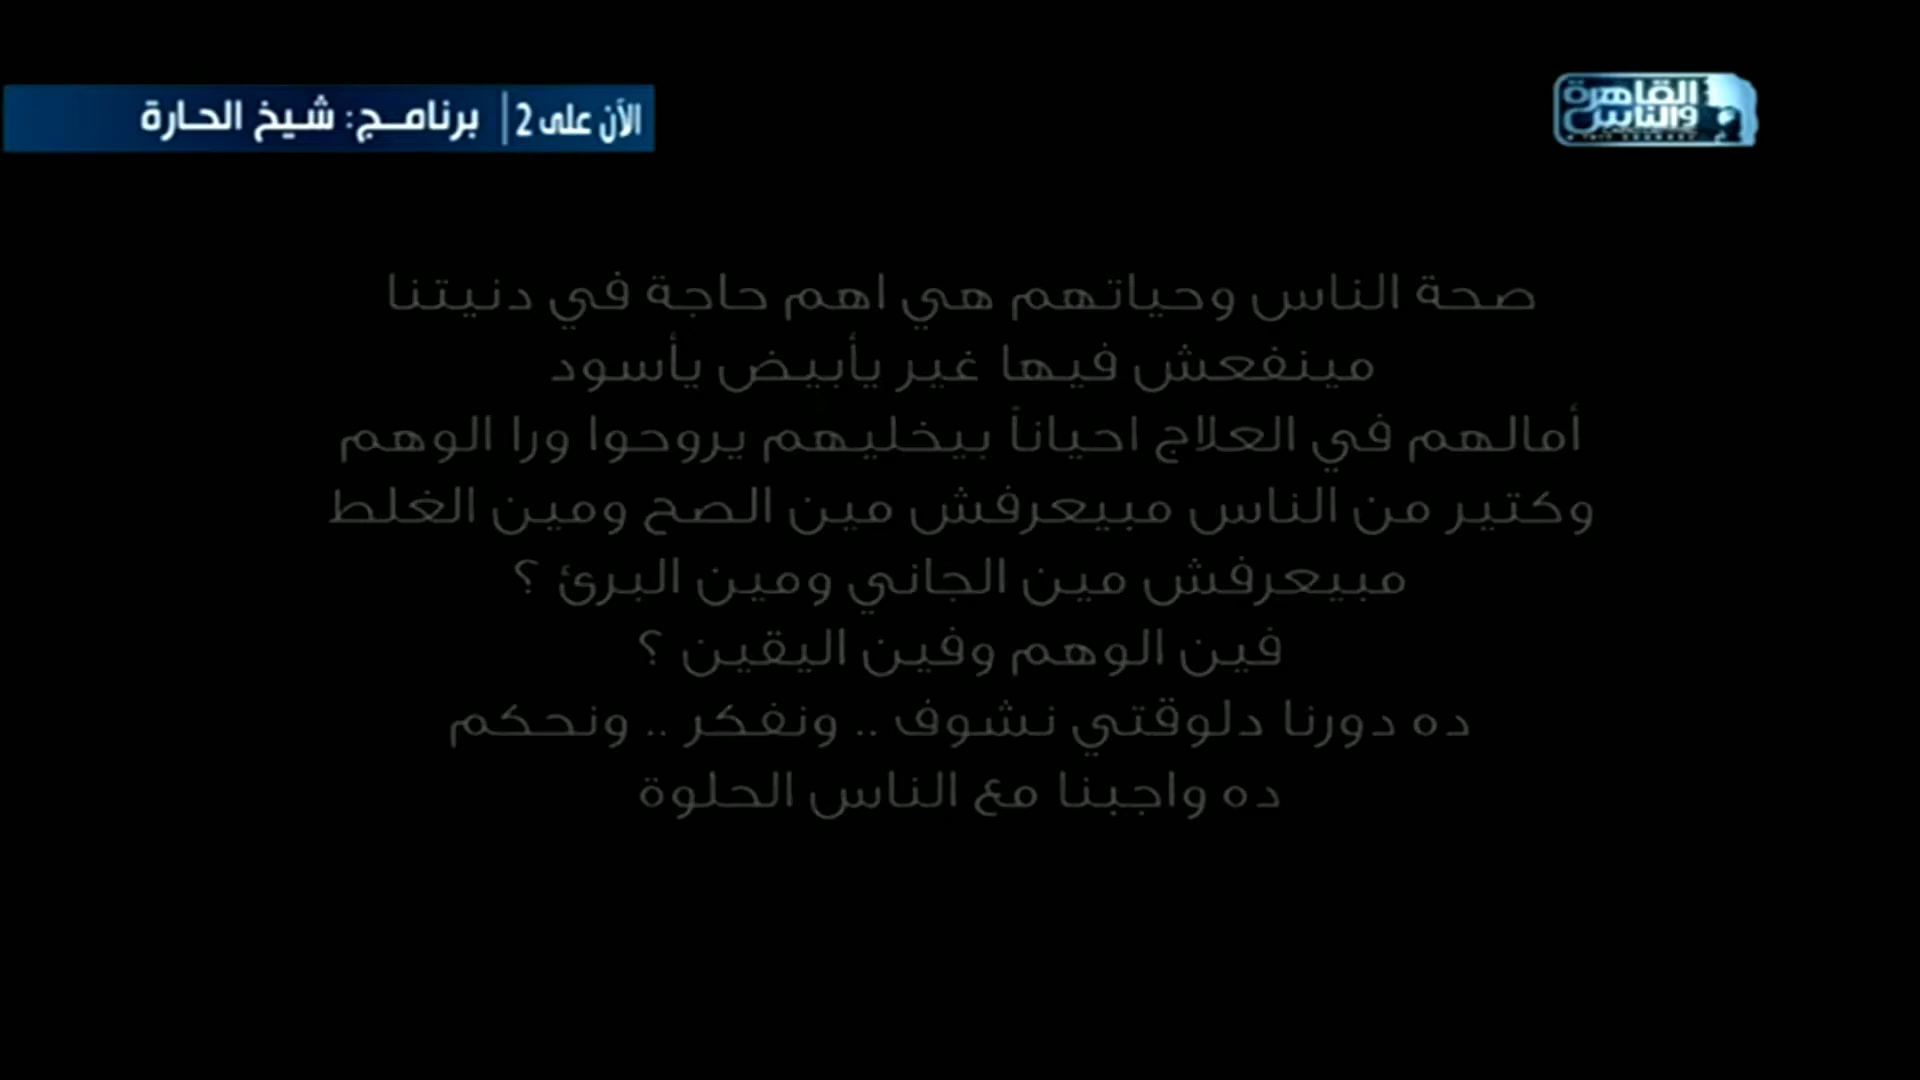 الآن على 2 | برنامـج: شيخ الحـارة
القاهرة
والناس
صحة الناس وحياتهم هي اهم حاجة في دنيتنا
مينفعش فيها غير يأبيض يأسود
أمالهم في العلاج احياناً بيخليهم يروحوا ورا الوهم
وكتير من الناس مبيعرفش مين الصح ومين الغلط
مبيعرفش مين الجاني ومين البرئ ؟
فين الوهم وفين اليقين ؟
ده دورنا دلوقتي نشوف .. ونفكر .. ونحكم
ده واجبنا مع الناس الحلوة